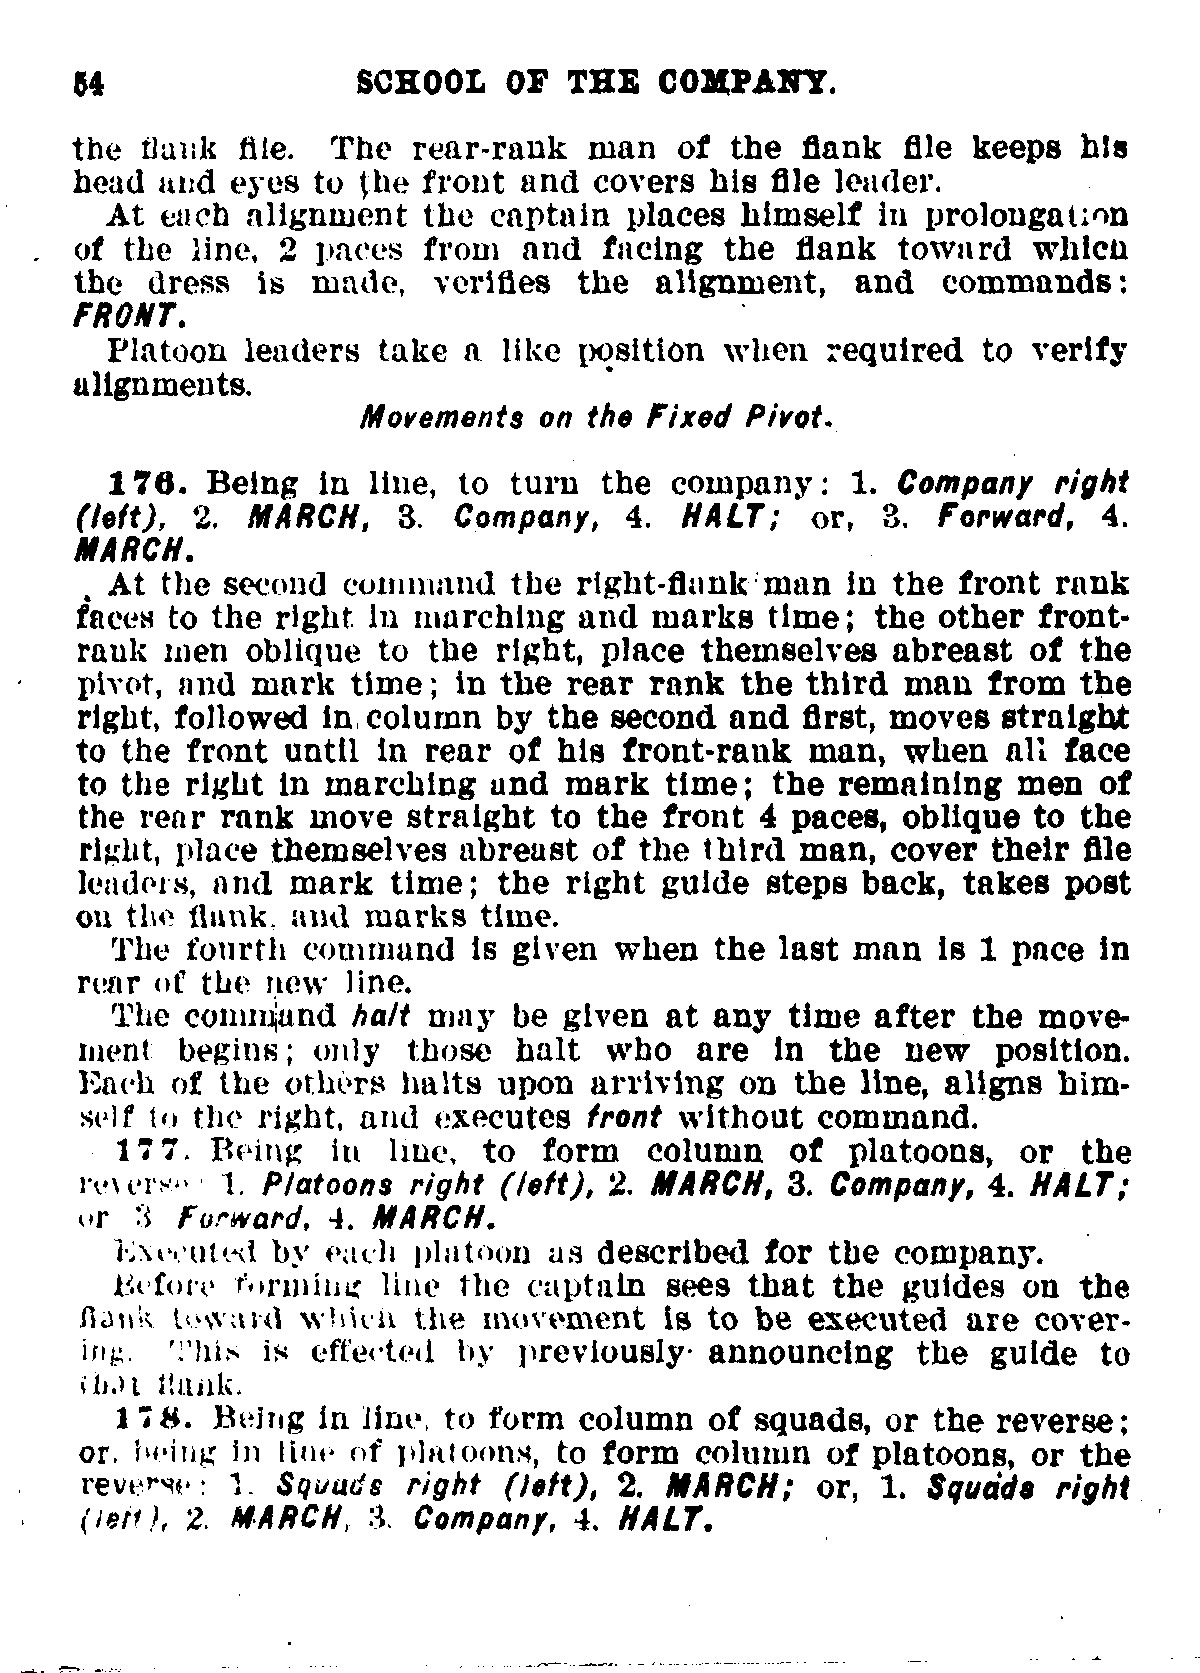 54 SCHOOL OF THE COMPANY.
the flank file. The rear-rank man of the flank file keeps his
head and eyes to the front and covers his file leader.
At each alignment the captain places himself in prolongation
of the line, 2 paces from and facing the flank toward which
the dress is made, verifies the alignment, and commands:
FRONT.
Platoon leaders take a like position when required to verify
alignments.
Movements on the Fixed Pivot.
176. Being in line, to turn the company: 1. Company right
(left), 2. MARCH, 3. Company, 4. HALT; or, 3. Forward, 4.
MARCH.
At the second command the right-flank man in the front rank
faces to the right in marching and marks time; the other front-
rank men oblique to the right, place themselves abreast of the
pivot, and mark time; in the rear rank the third man from the
right, followed in column by the second and first, moves straight
to the front until in rear of his front-rank man, when all face
to the right in marching and mark time; the remaining men of
the rear rank move straight to the front 4 paces, oblique to the
right, place themselves abreast of the third man, cover their file
leaders, and mark time; the right guide steps back, takes post
on the flank, and marks time.
The fourth command is given when the last man is 1 pace in
rear of the new line.
The command halt may be given at any time after the move-
ment begins; only those halt who are in the new position.
Each of the others halts upon arriving on the line, aligns him-
self to the right, and executes front without command.
177. Being in line, to form column of platoons, or the
reverse: 1. Platoons right (left), 2. MARCH, 3. Company, 4. HALT;
or 3 Forward, 4. MARCH.
Executed by each platoon as described for the company.
Before forming line the captain sees that the guides on the
flank toward which the movement is to be executed are cover-
ing. This is effected by previously announcing the guide to
that flank.
178. Being in line, to form column of squads, or the reverse;
or, being in line of platoons, to form column of platoons, or the
reverse: 1. Squads right (left), 2. MARCH; or, 1. Squads right
(left), 2. MARCH, 3. Company, 4. HALT.